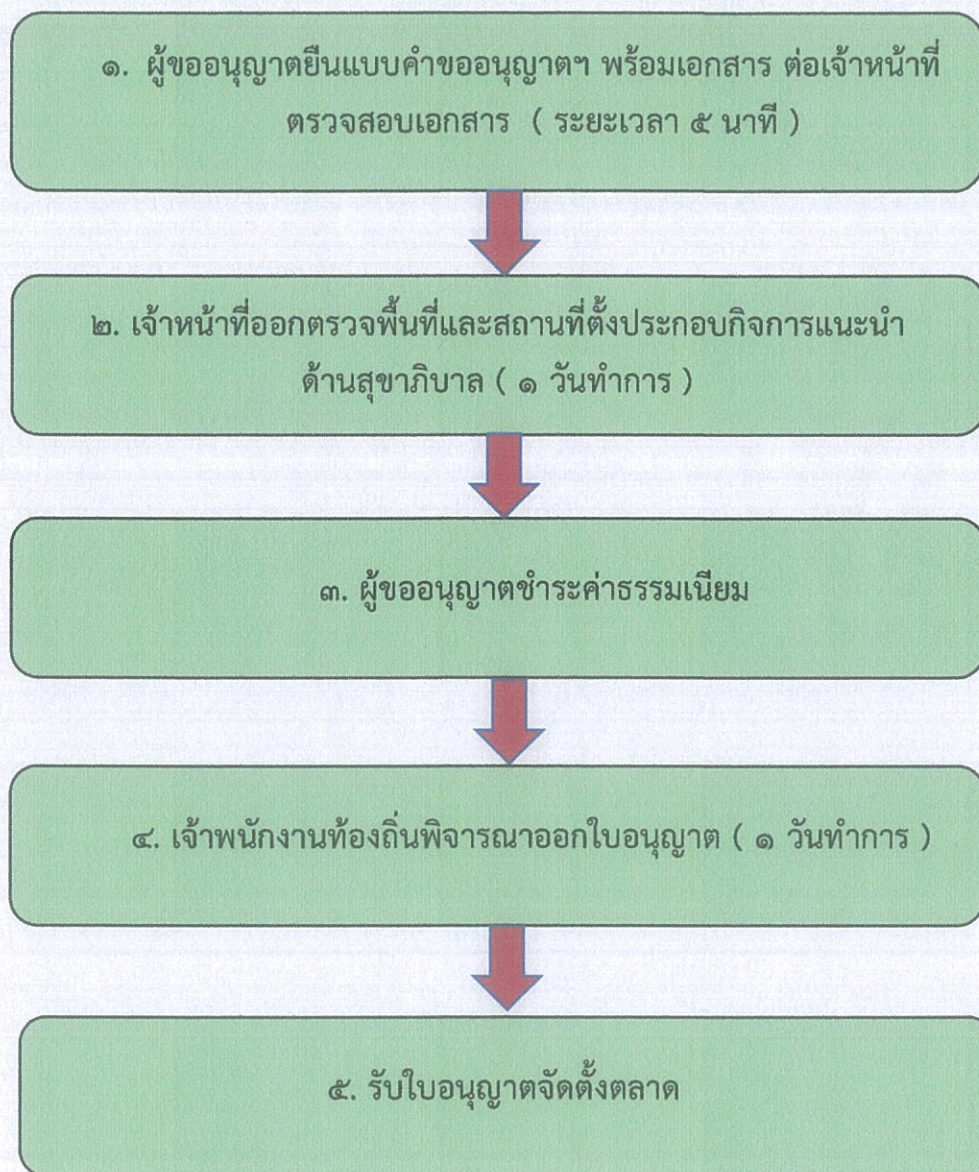 ๑. ผู้ขออนุญาตยื่นแบบคำขออนุญาตฯ พร้อมเอกสาร ต่อเจ้าหน้าที่
ตรวจสอบเอกสาร ( ระยะเวลา ๕ นาที )
๒. เจ้าหน้าที่ออกตรวจพื้นที่และสถานที่ตั้งประกอบกิจการแนะนำ
ด้านสุขาภิบาล ( ๑ วันทำการ )
๓. ผู้ขออนุญาตชำระค่าธรรมเนียม
๔. เจ้าพนักงานท้องถิ่นพิจารณาออกใบอนุญาต ( ๑ วันทำการ )
๕. รับใบอนุญาตจัดตั้งตลาด